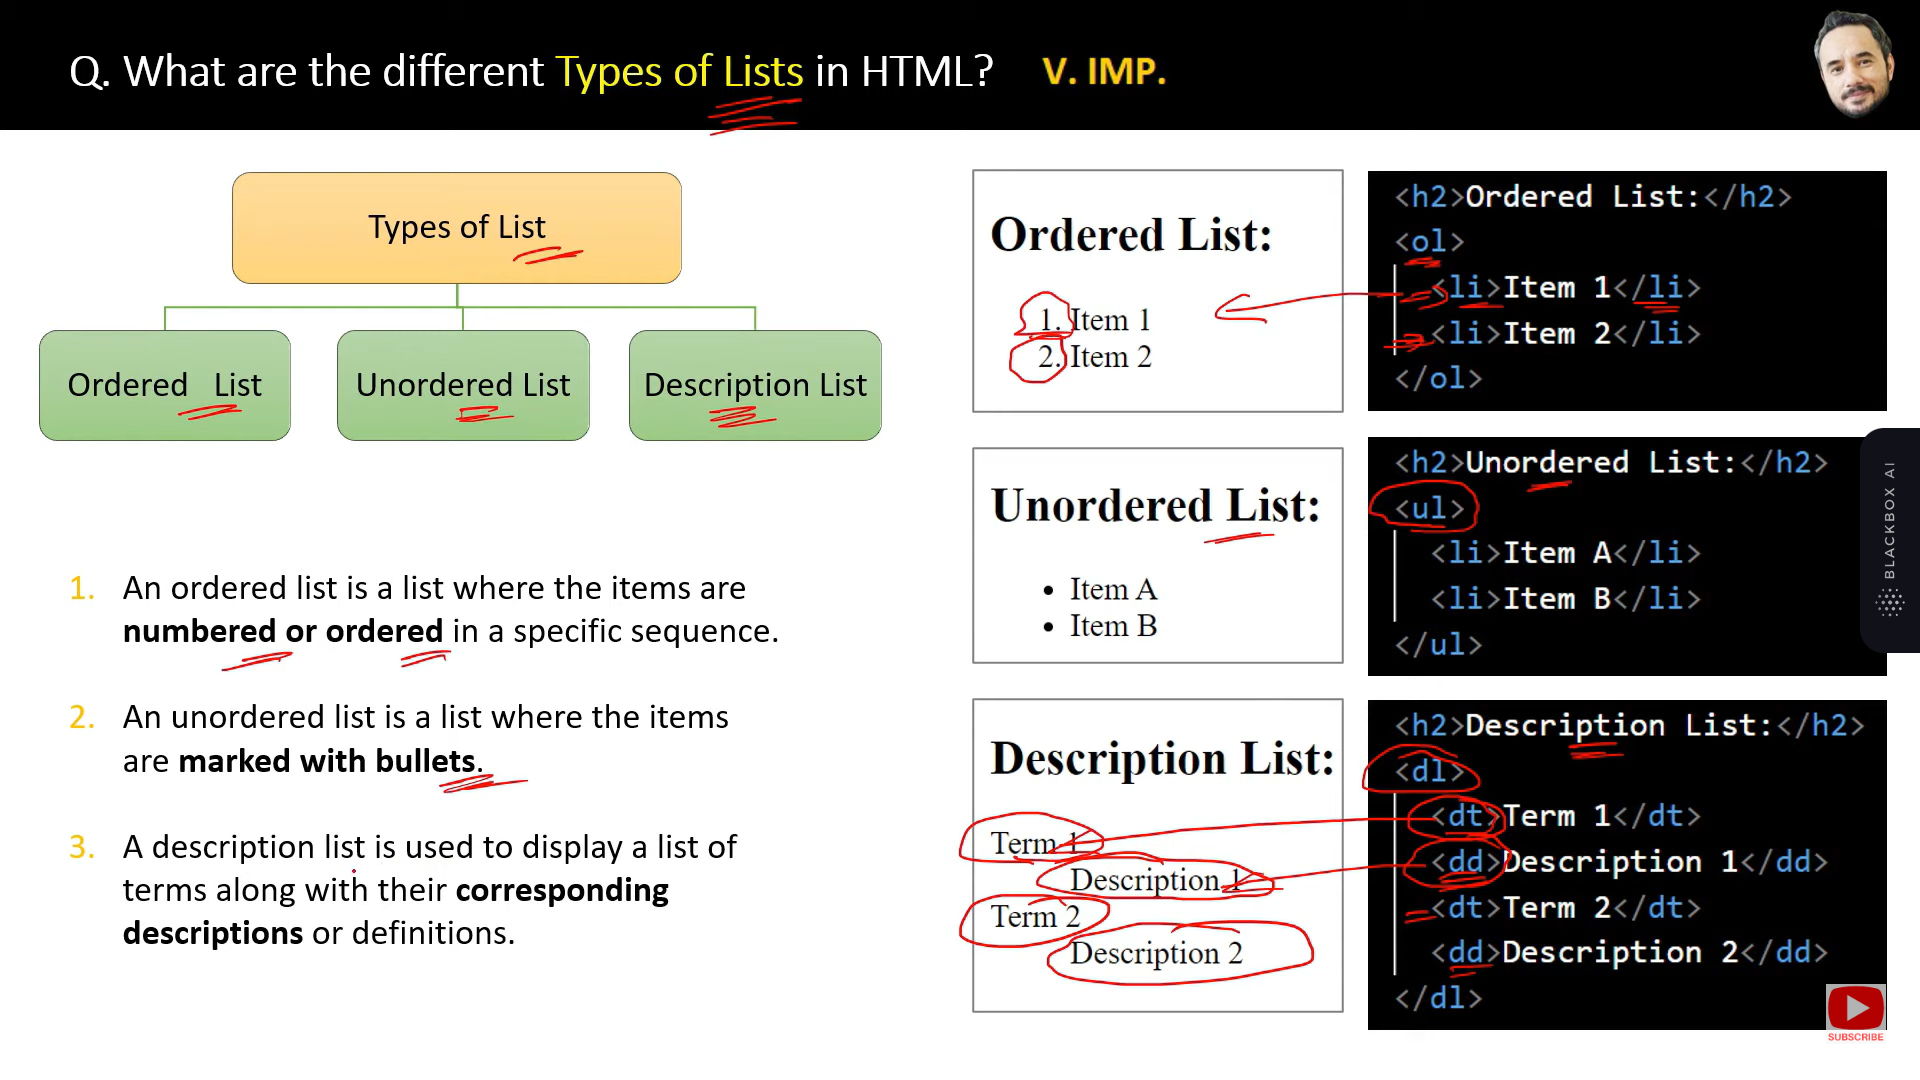 Q. What are the different Types of Lists in HTML? V. IMP.
Types of List
Ordered List
Unordered List
Description List
1. An ordered list is a list where the items are
numbered or ordered in a specific sequence.
2. An unordered list is a list where the items
are marked with bullets.
3. A description list is used to display a list of
terms along with their corresponding
descriptions or definitions.
Ordered List:
1. Item 1
2. Item 2
<h2>Ordered List:</h2>
<ol>
<li>Item 1</li>
<li>Item 2</li>
</ol>
Unordered List:
• Item A
• Item B
<h2>Unordered List:</h2>
<ul>
<li>Item A</li>
<li>Item B</li>
</ul>
Description List:
Term 1
Description 1
Term 2
Description 2
<h2>Description List:</h2>
<dl>
<dt>Term 1</dt>
<dd>Description 1</dd>
<dt>Term 2</dt>
<dd>Description 2</dd>
</dl>
BLACKBOX AI
SUBSCRIBE